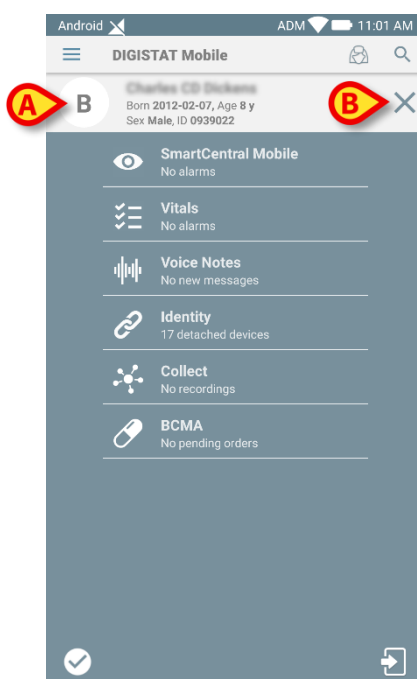 Android ADM 11:01 AM
DIGISTAT Mobile
A B B
Born 2012-02-07, Age 8 y
Sex Male, ID 0939022
SmartCentral Mobile
No alarms
Vitals
No alarms
Voice Notes
No new messages
Identity
17 detached devices
Collect
No recordings
BCMA
No pending orders